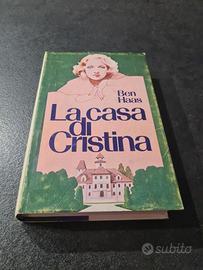 Ben
Haas
La casa
di
Cristina
subito